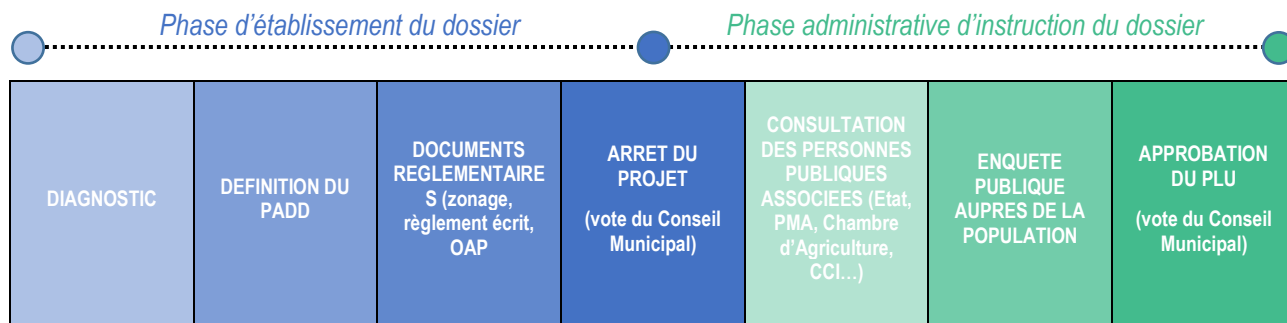 Phase d'établissement du dossier
Phase administrative d'instruction du dossier
DIAGNOSTIC
DEFINITION DU
PADD
DOCUMENTS
REGLEMENTAIRE
S (zonage,
règlement écrit,
OAP
ARRET DU
PROJET
(vote du Conseil
Municipal)
CONSULTATION
DES PERSONNES
PUBLIQUES
ASSOCIEES (Etat,
PMA, Chambre
d'Agriculture,
CCI…)
ENQUETE
PUBLIQUE
AUPRES DE LA
POPULATION
APPROBATION
DU PLU
(vote du Conseil
Municipal)